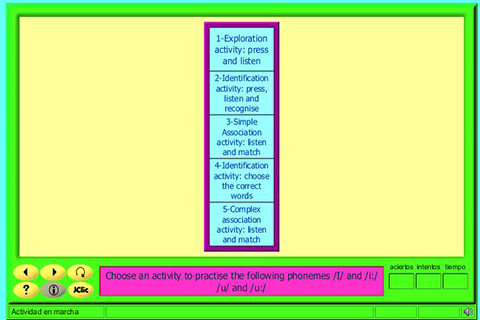 1-Exploration
activity: press
and listen
2-Identification
activity: press,
listen and
recognise
3-Simple
Association
activity: listen
and match
4-Identification
activity: choose
the correct
words
5-Complex
association
activity: listen
and match
aciertos intentos tiempo
?
JClic
Choose an activity to practise the following phonemes /I/ and /i:/
/u/ and /u:/
Actividad en marcha